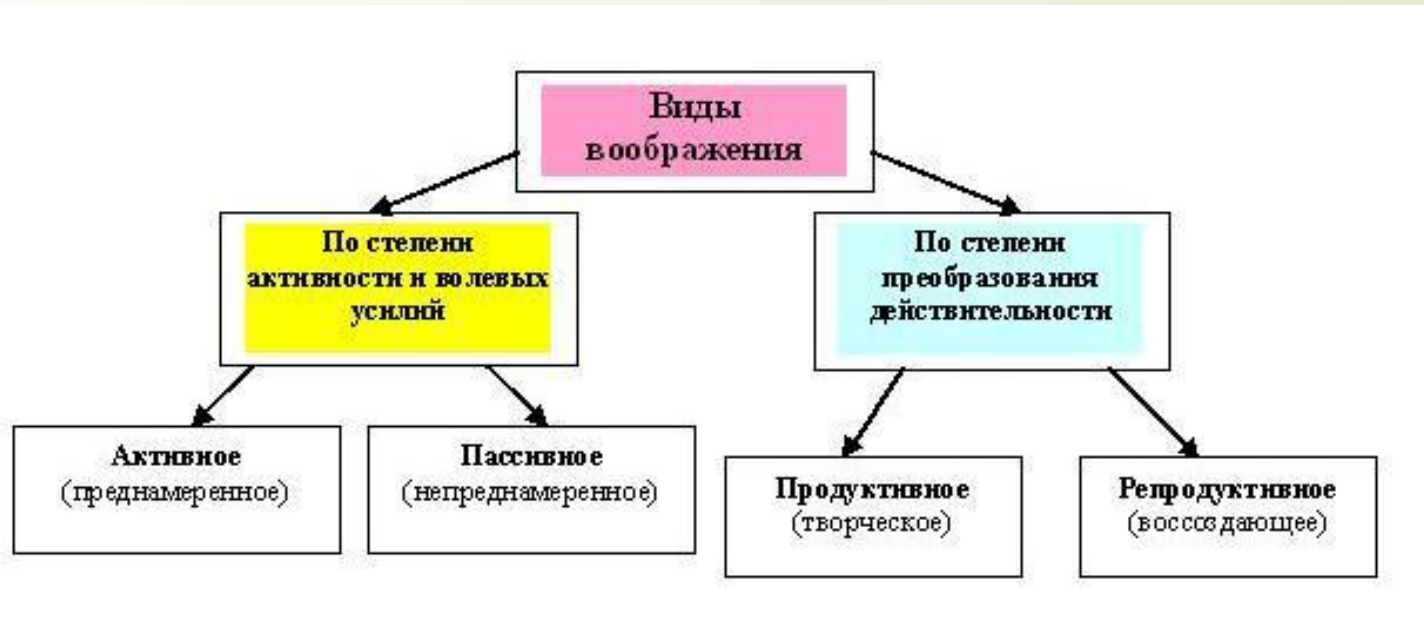 Виды
воображения
По степени
активности и волевых
усилий
По степени
преобразования
действительности
Активное
(преднамеренное)
Пассивное
(непреднамеренное)
Продуктивное
(творческое)
Репродуктивное
(воссоздающее)